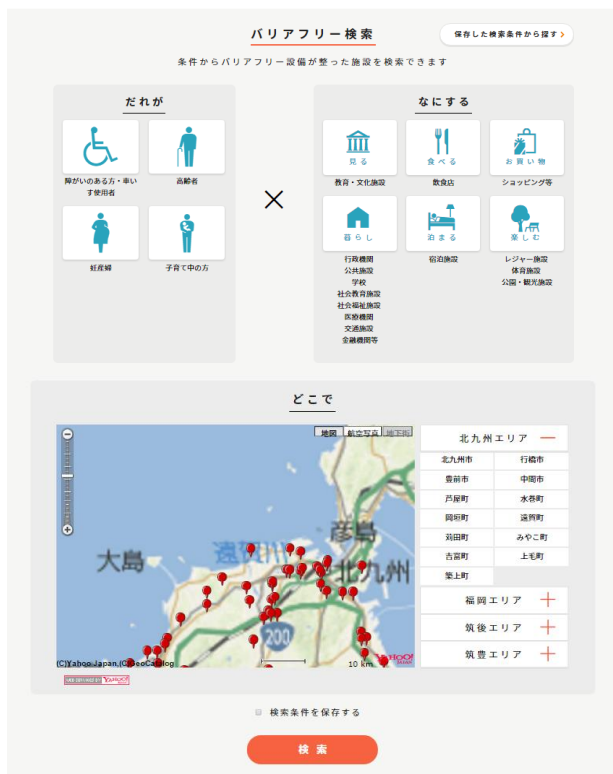 バリアフリー検索
保存した検索条件から探す
条件からバリアフリー設備が整った施設を検索できます
だれが
障がいのある方・車い
す使用者
高齢者
妊産婦
子育て中の方
×
なにする
見る
食べる
お買い物
教育・文化施設
飲食店
ショッピング等
暮らし
泊まる
楽しむ
行政機関
公共施設
学校
社会教育施設
社会福祉施設
医療機関
交通施設
金融機関等
宿泊施設
レジャー施設
体育施設
公園・観光施設
どこで
地図
航空写真
地下街
大島
遠賀川
彦島
北九州
200
10 km
(C)Yahoo Japan,(C)GeoCatalog
YAHOO!
JAPAN
北九州エリア
北九州市
行橋市
豊前市
中間市
芦屋町
水巻町
岡垣町
遠賀町
苅田町
みやこ町
吉富町
上毛町
築上町
福岡エリア
筑後エリア
筑豊エリア
検索条件を保存する
検索